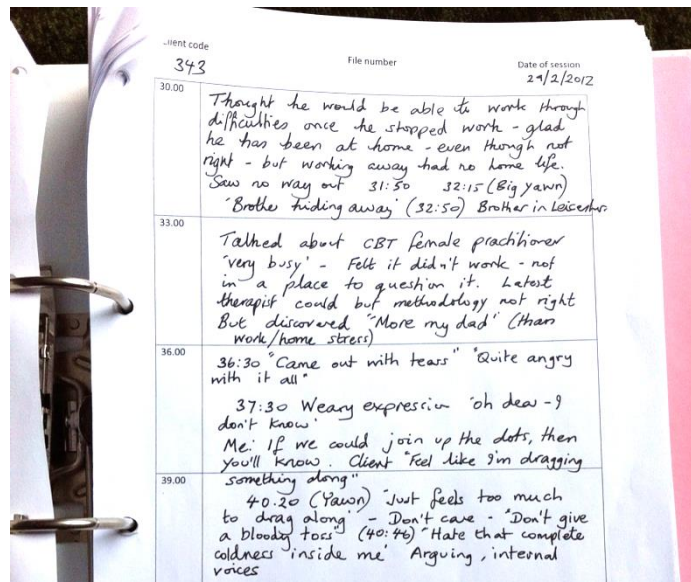 lient code
File number
Date of session
343
29/2/2012
30.00
Thought he would be able to work through
difficulties once he stopped work - glad
he has been at home - even though not
right - but working away had no home life.
Saw no way out 31:50 32:15 (Big yawn)
'Brother hiding away' (32:50) Brother in Leicester
33.00
Talked about CBT female practitioner
'very busy' - Felt it didn't work - not
in a place to question it. Latest
therapist could but methodology not right
But discovered "More my dad" (than
work/home stress)
36.00
36:30 "Came out with tears" "Quite angry
with it all"
37:30 Weary expression 'oh dear - I
don't know'
Me: If we could join up the dots, then
you'll know. Client "Feel like I'm dragging
39.00
something along"
40.20 (Yawn) 'Just feels too much
to drag along' - Don't care - "Don't give
a bloody toss" (40:46) "Hate that complete
coldness inside me' Arguing, internal
voices